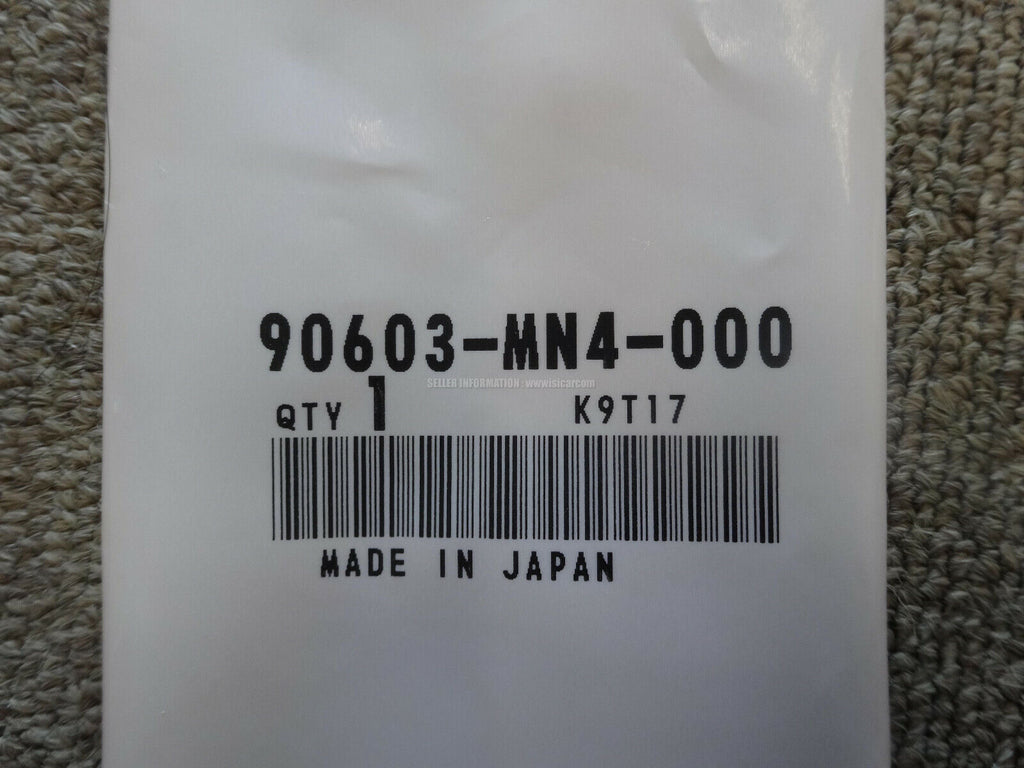 90603-MN4-000
SELLER INFORMATION : www.isicar.com
QTY 1 K9T17
MADE IN JAPAN